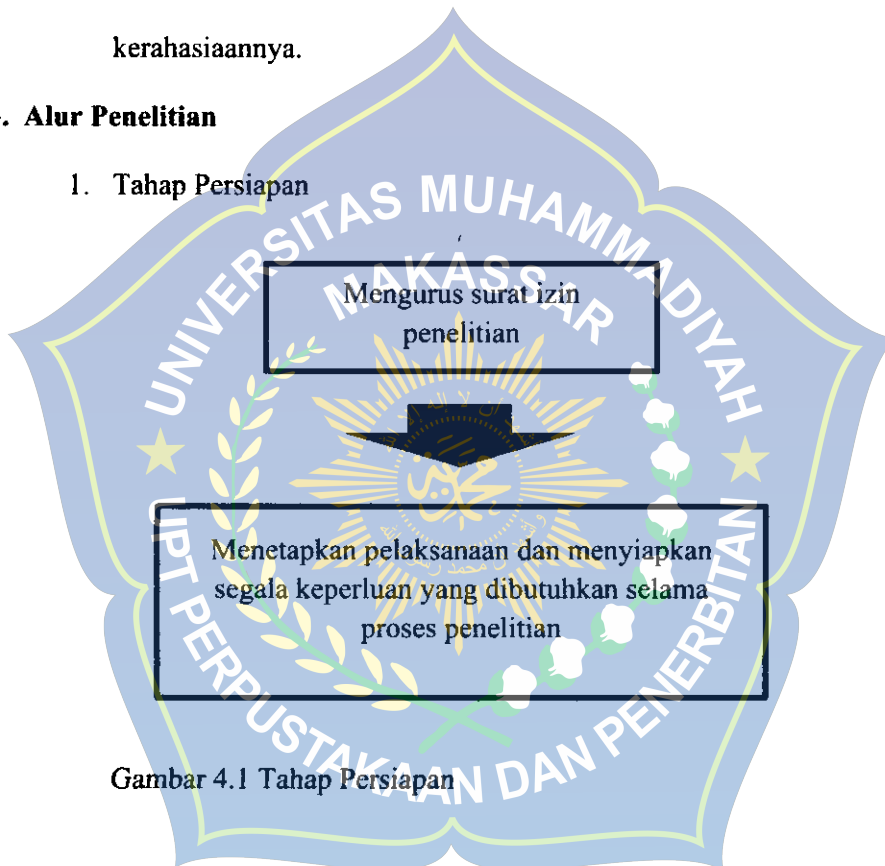 kerahasiaannya.
. Alur Penelitian
1. Tahap Persiapan
UNIVERSITAS MUHAMMADIYAH
MAKASSAR
Mengurus surat izin
penelitian
Menetapkan pelaksanaan dan menyiapkan
segala keperluan yang dibutuhkan selama
proses penelitian
UPT PERPUSTAKAAN DAN PENERBITAN
Gambar 4.1 Tahap Persiapan